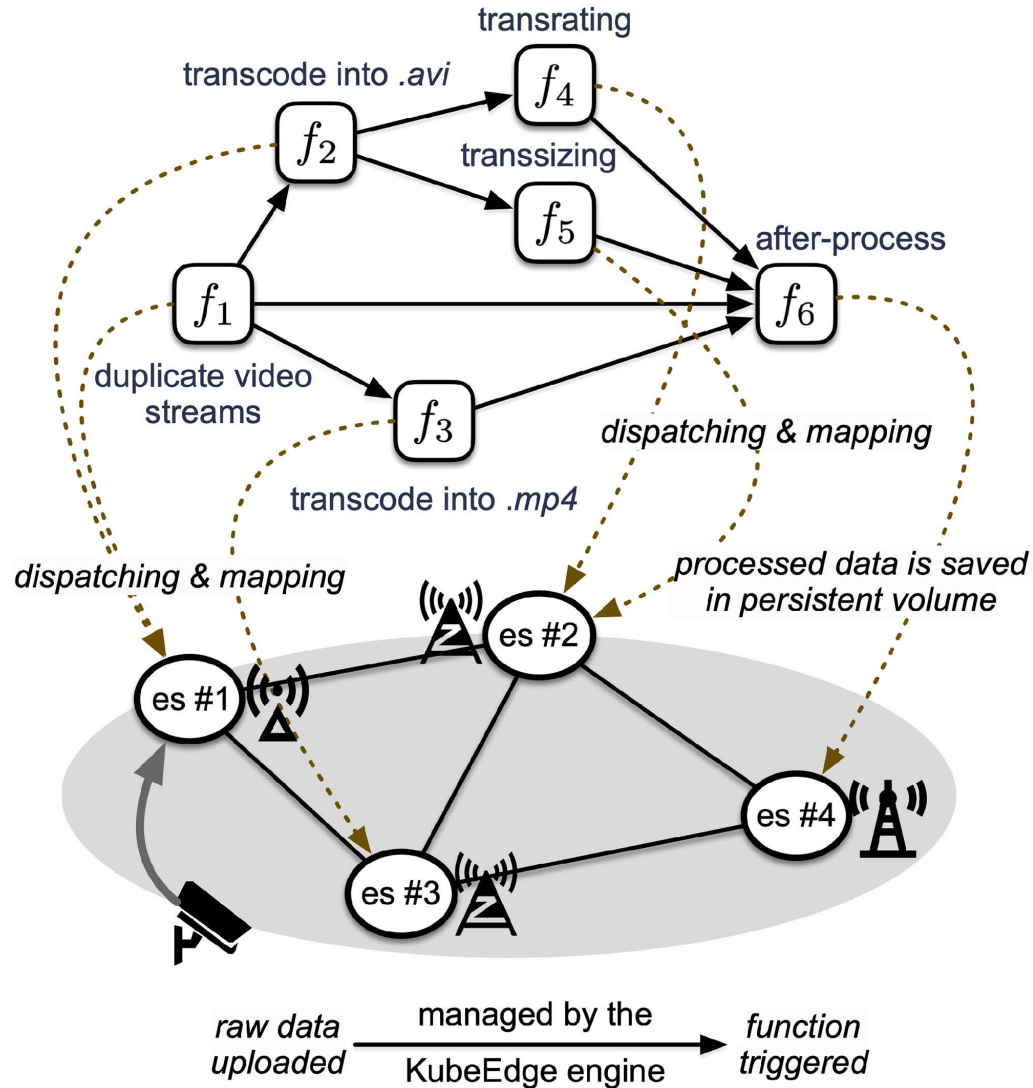 transrating
transcode into .avi
f4
f2
transsizing
f5
after-process
f1
f6
duplicate video
streams
f3
dispatching & mapping
transcode into .mp4
dispatching & mapping
processed data is saved
in persistent volume
es #2
es #1
es #4
es #3
raw data
uploaded
managed by the
KubeEdge engine
function
triggered